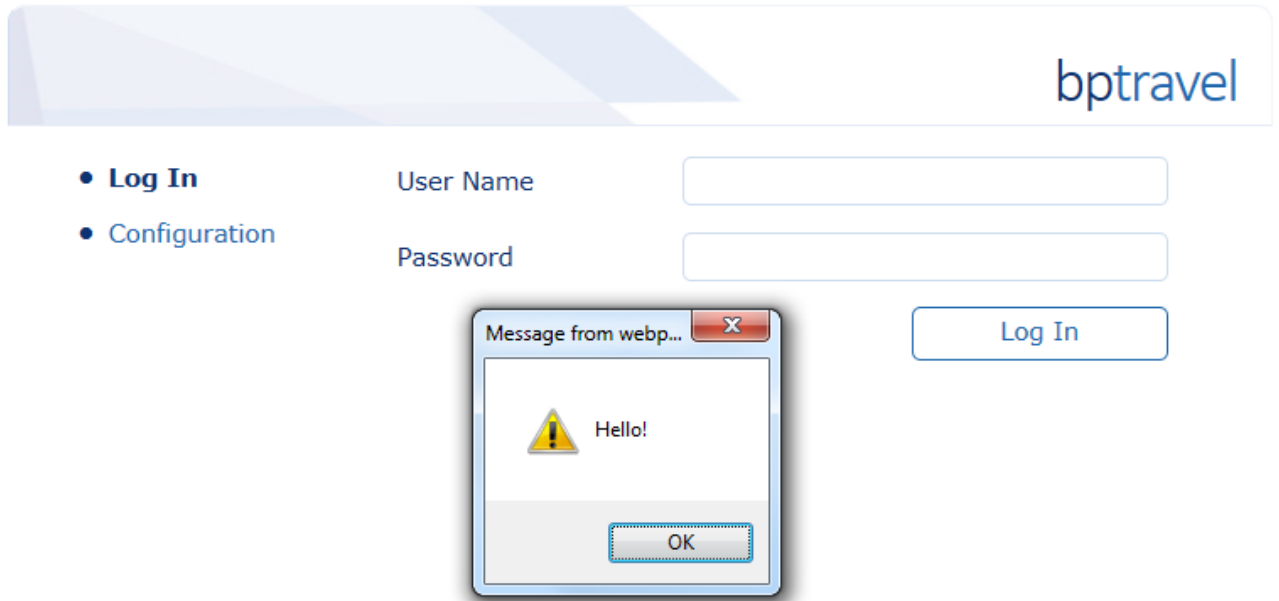 bptravel
Log In
Configuration
User Name
Password
Log In
Message from webp...
Hello!
OK